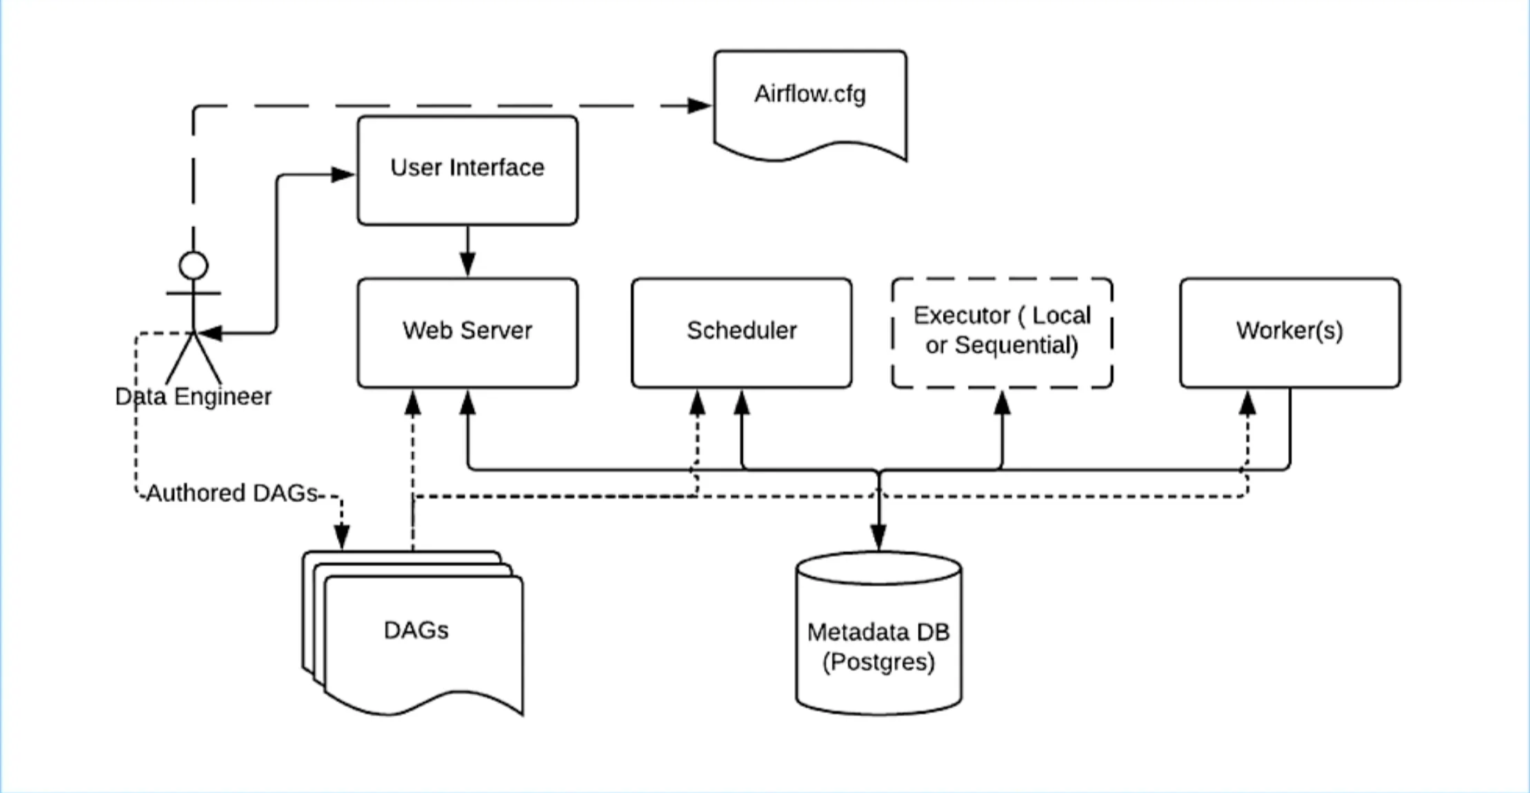 Airflow.cfg
User Interface
Web Server
Scheduler
Executor ( Local
or Sequential)
Worker(s)
Data Engineer
Authored DAGs
DAGs
Metadata DB
(Postgres)